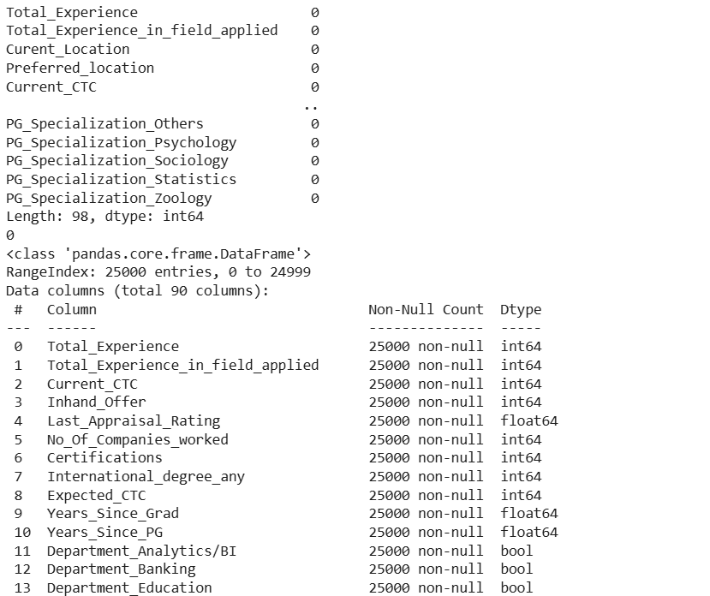 Total_Experience                     0
Total_Experience_in_field_applied    0
Curent_Location                      0
Preferred_location                   0
Current_CTC                          0
                                    ..
PG_Specialization_Others             0
PG_Specialization_Psychology         0
PG_Specialization_Sociology          0
PG_Specialization_Statistics         0
PG_Specialization_Zoology            0
Length: 98, dtype: int64
0
<class 'pandas.core.frame.DataFrame'>
RangeIndex: 25000 entries, 0 to 24999
Data columns (total 90 columns):
 #   Column                             Non-Null Count  Dtype
---  ------                             --------------  -----
 0   Total_Experience                   25000 non-null  int64
 1   Total_Experience_in_field_applied  25000 non-null  int64
 2   Current_CTC                        25000 non-null  int64
 3   Inhand_Offer                       25000 non-null  int64
 4   Last_Appraisal_Rating              25000 non-null  float64
 5   No_Of_Companies_worked             25000 non-null  int64
 6   Certifications                     25000 non-null  int64
 7   International_degree_any           25000 non-null  int64
 8   Expected_CTC                       25000 non-null  int64
 9   Years_Since_Grad                   25000 non-null  float64
 10  Years_Since_PG                     25000 non-null  float64
 11  Department_Analytics/BI            25000 non-null  bool
 12  Department_Banking                 25000 non-null  bool
 13  Department_Education               25000 non-null  bool